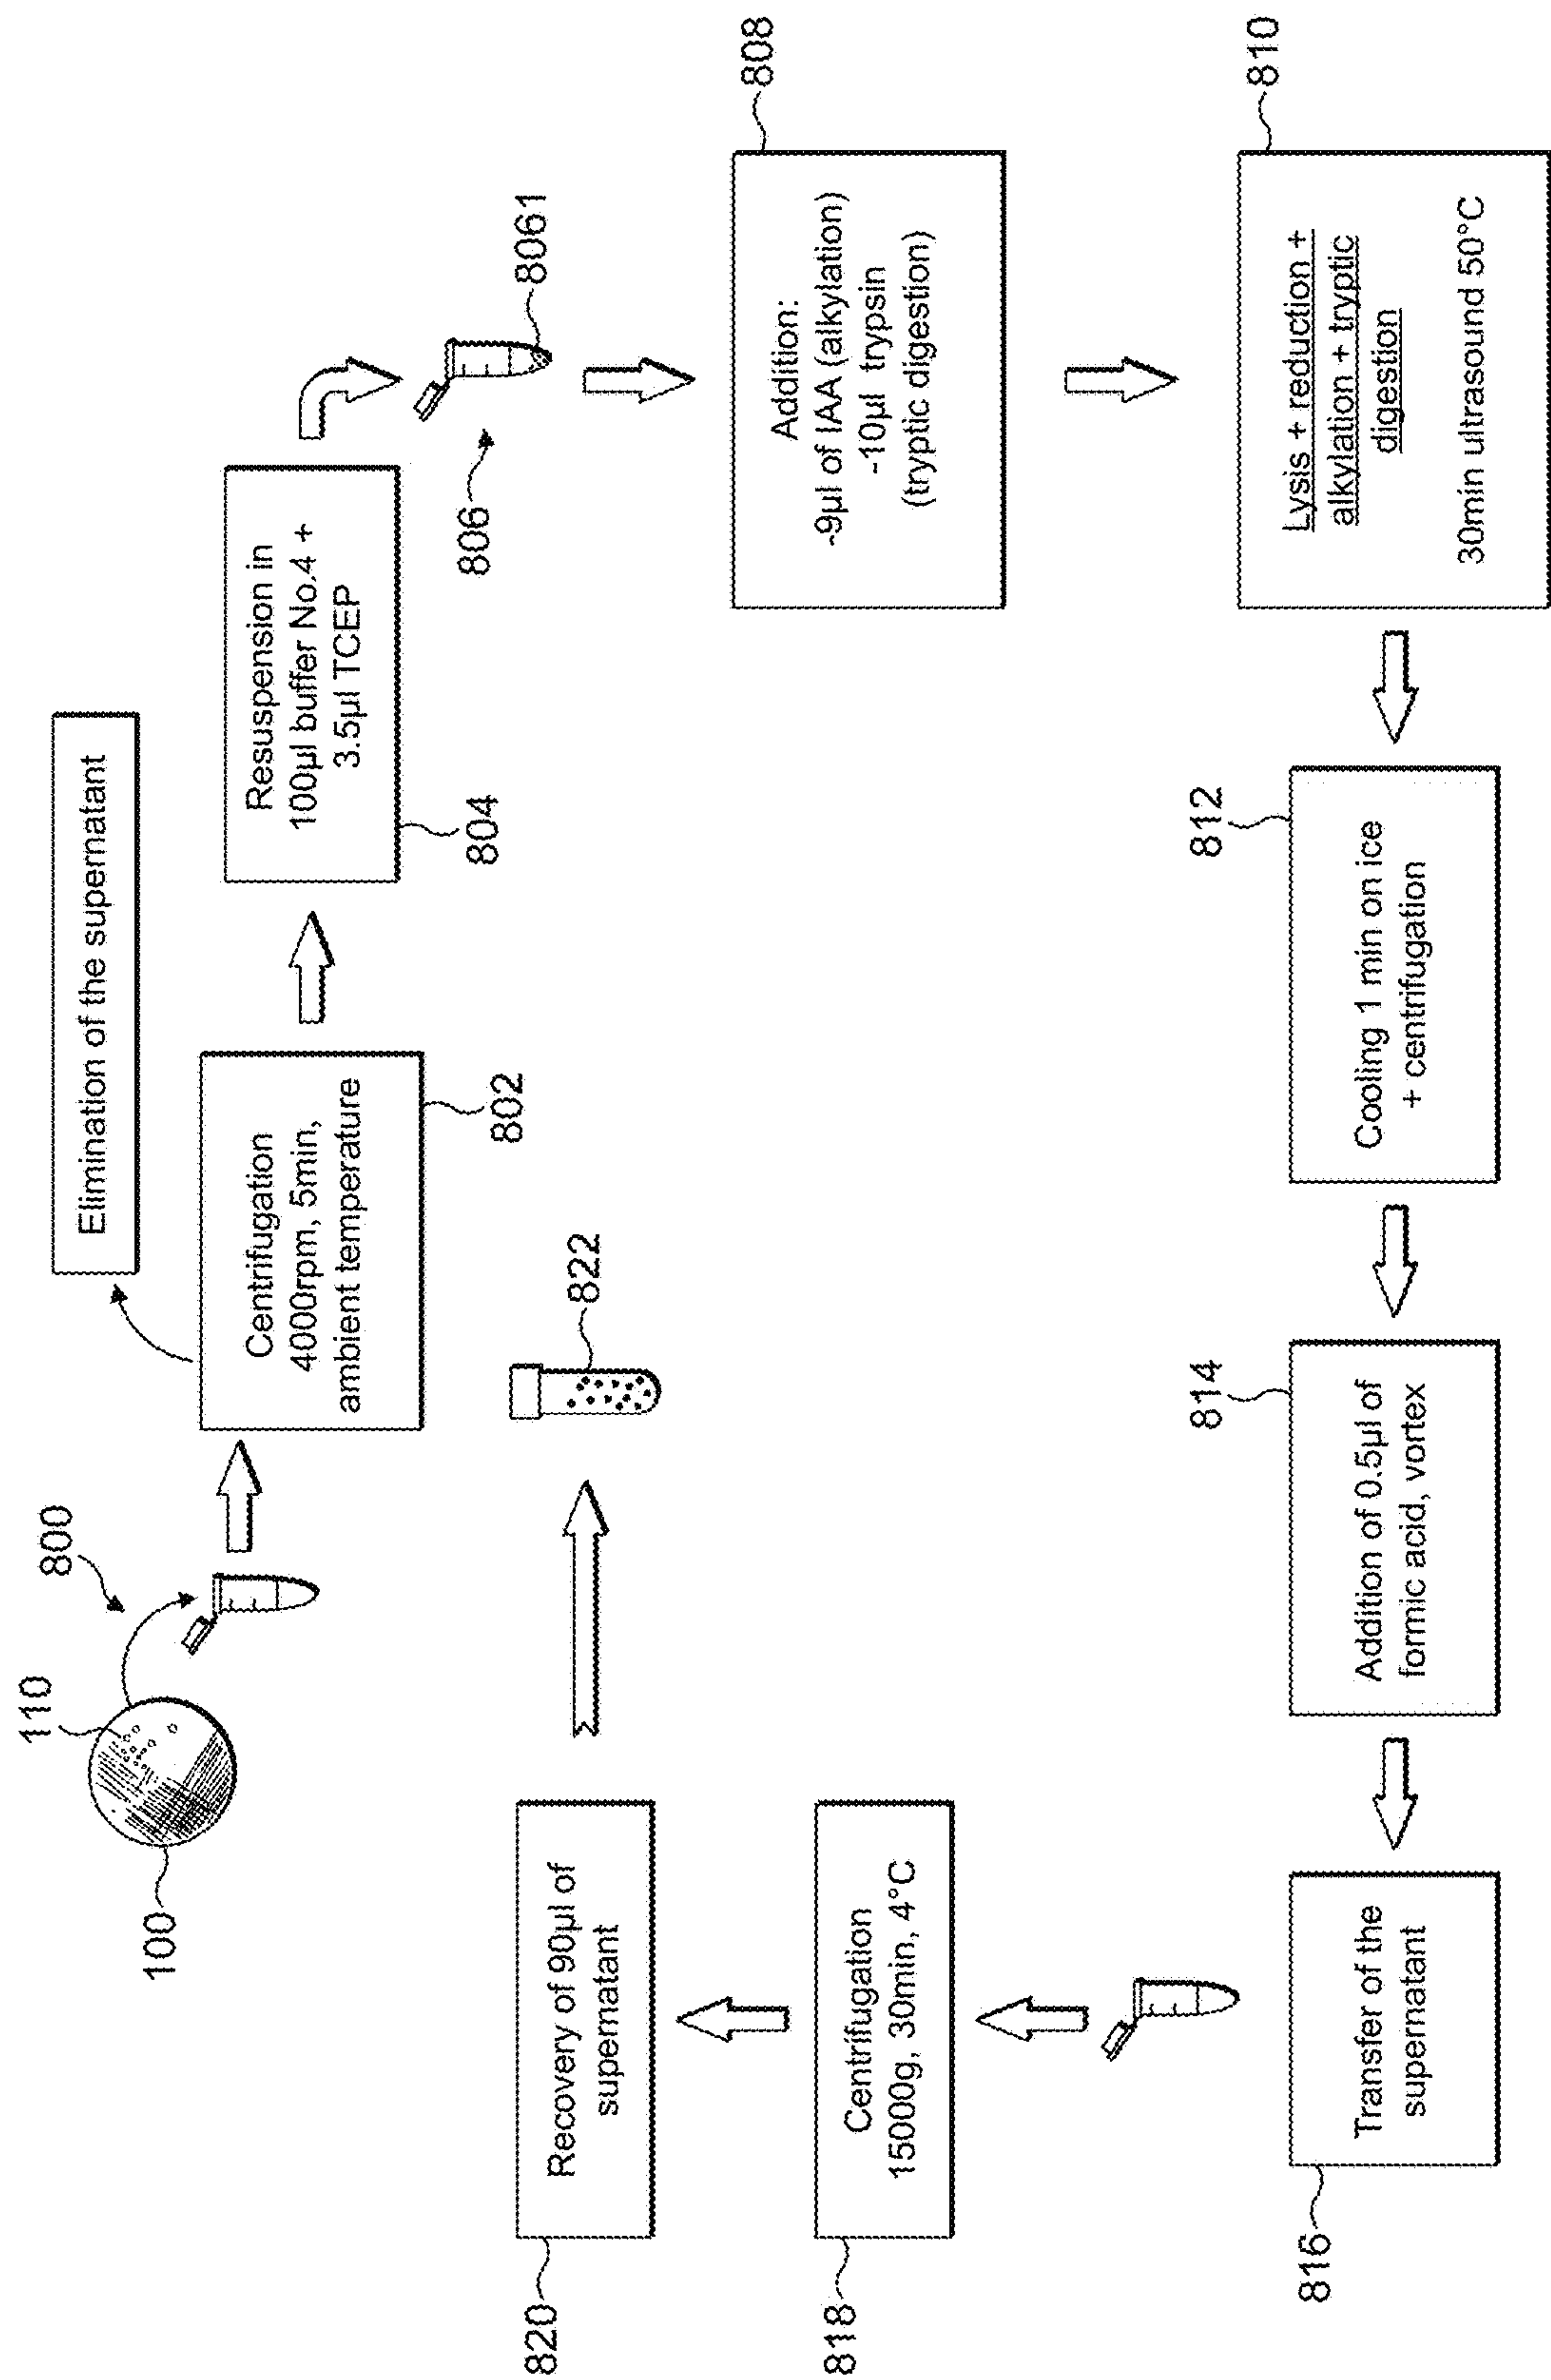 800
110
100
Elimination of the supernatant
Centrifugation
4000rpm, 5min,
ambient temperature
802
Resuspension in
100µl buffer No.4 +
3.5µl TCEP
804
806
8061
808
Addition:
-9µl of IAA (alkylation)
-10µl trypsin
(tryptic digestion)
810
Lysis + reduction +
alkylation + tryptic
digestion
30min ultrasound 50°C
812
Cooling 1 min on ice
+ centrifugation
814
Addition of 0.5µl of
formic acid, vortex
816
Transfer of the
supernatant
818
Centrifugation
15000g, 30min, 4°C
820
Recovery of 90µl of
supernatant
822